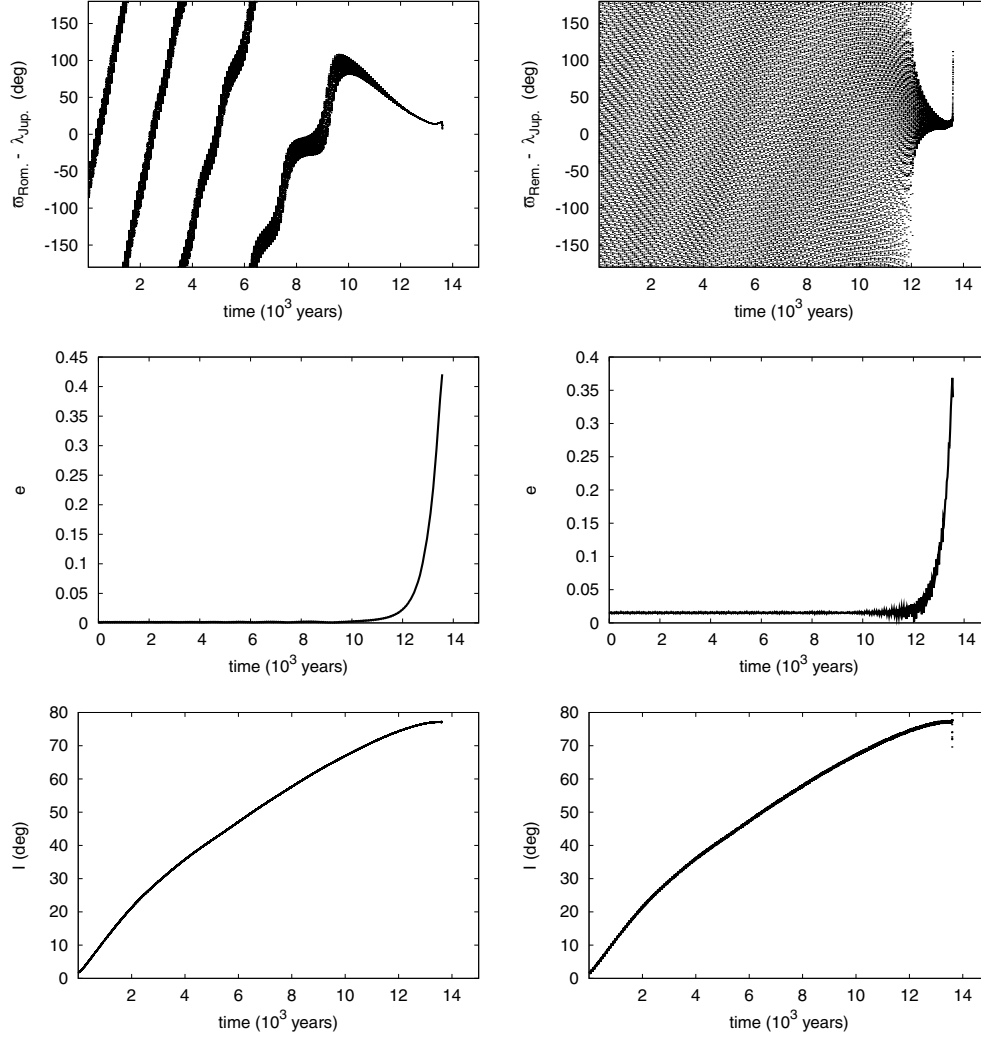 150
100
50
0
-50
-100
-150
ϖRom. - λJup. (deg)
2 4 6 8 10 12 14
time (10³ years)
150
100
50
0
-50
-100
-150
ϖRem. - λJup. (deg)
2 4 6 8 10 12 14
time (10³ years)
0.45
0.4
0.35
0.3
0.25
0.2
0.15
0.1
0.05
0
e
0 2 4 6 8 10 12 14
time (10³ years)
0.4
0.35
0.3
0.25
0.2
0.15
0.1
0.05
0
e
0 2 4 6 8 10 12 14
time (10³ years)
80
70
60
50
40
30
20
10
0
I (deg)
2 4 6 8 10 12 14
time (10³ years)
80
70
60
50
40
30
20
10
0
I (deg)
2 4 6 8 10 12 14
time (10³ years)